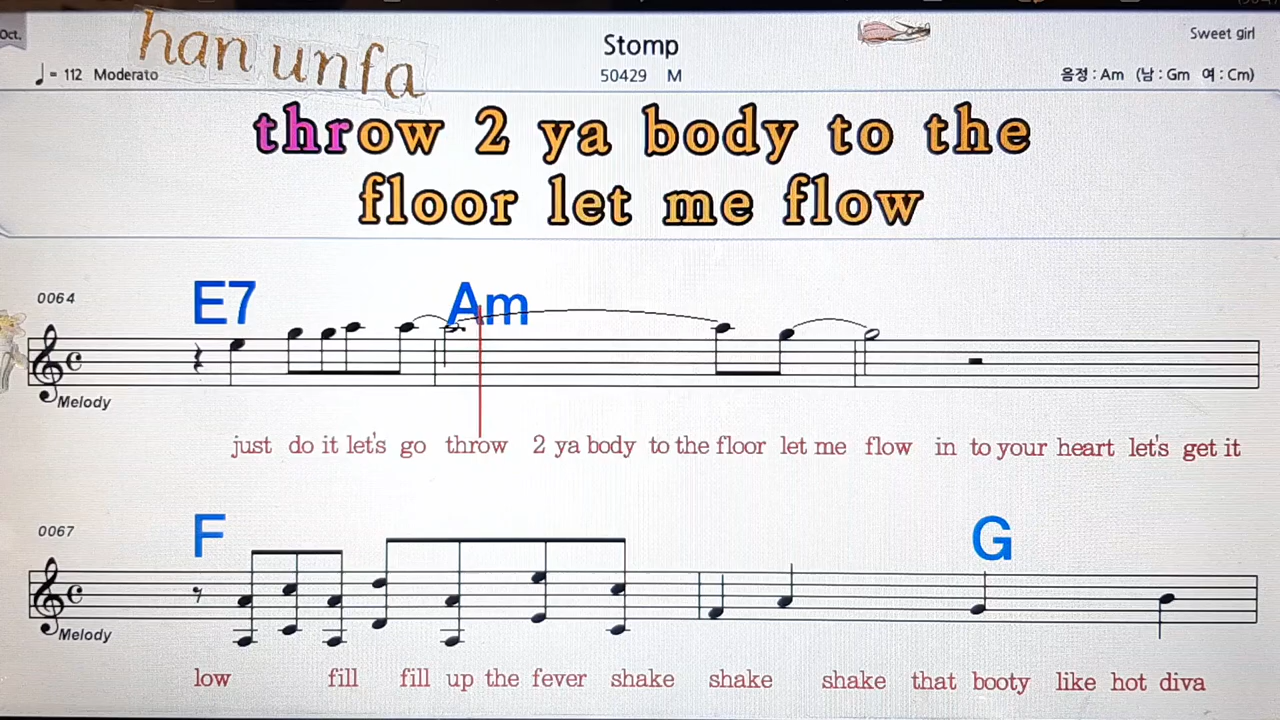 Oct.
han unfa
Stomp
Sweet girl
= 112 Moderato
50429 M
음정 : Am (남 : Gm 여 : Cm)
throw 2 ya body to the
floor let me flow
0064
E7 Am
Melody
just do it let's go throw 2 ya body to the floor let me flow in to your heart let's get it
0067
F G
Melody
low fill fill up the fever shake shake shake that booty like hot diva